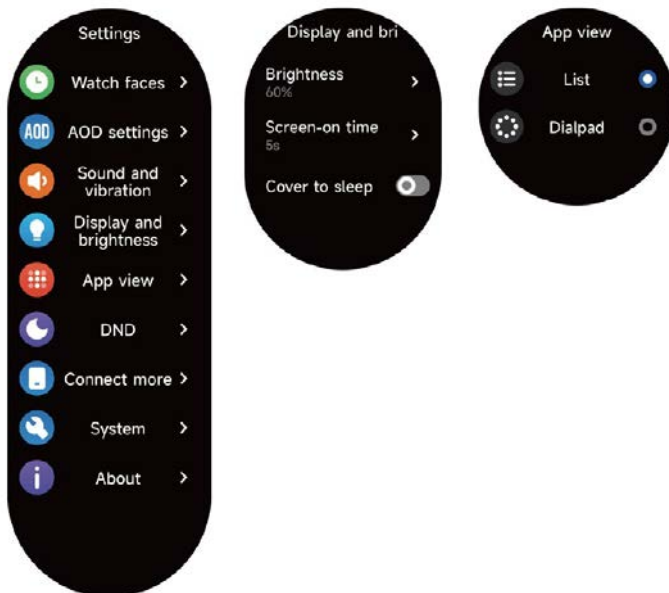 Settings
Watch faces
AOD AOD settings
Sound and
vibration
Display and
brightness
App view
DND
Connect more
System
About
Display and bri
Brightness
60%
Screen-on time
5s
Cover to sleep
App view
List
Dialpad